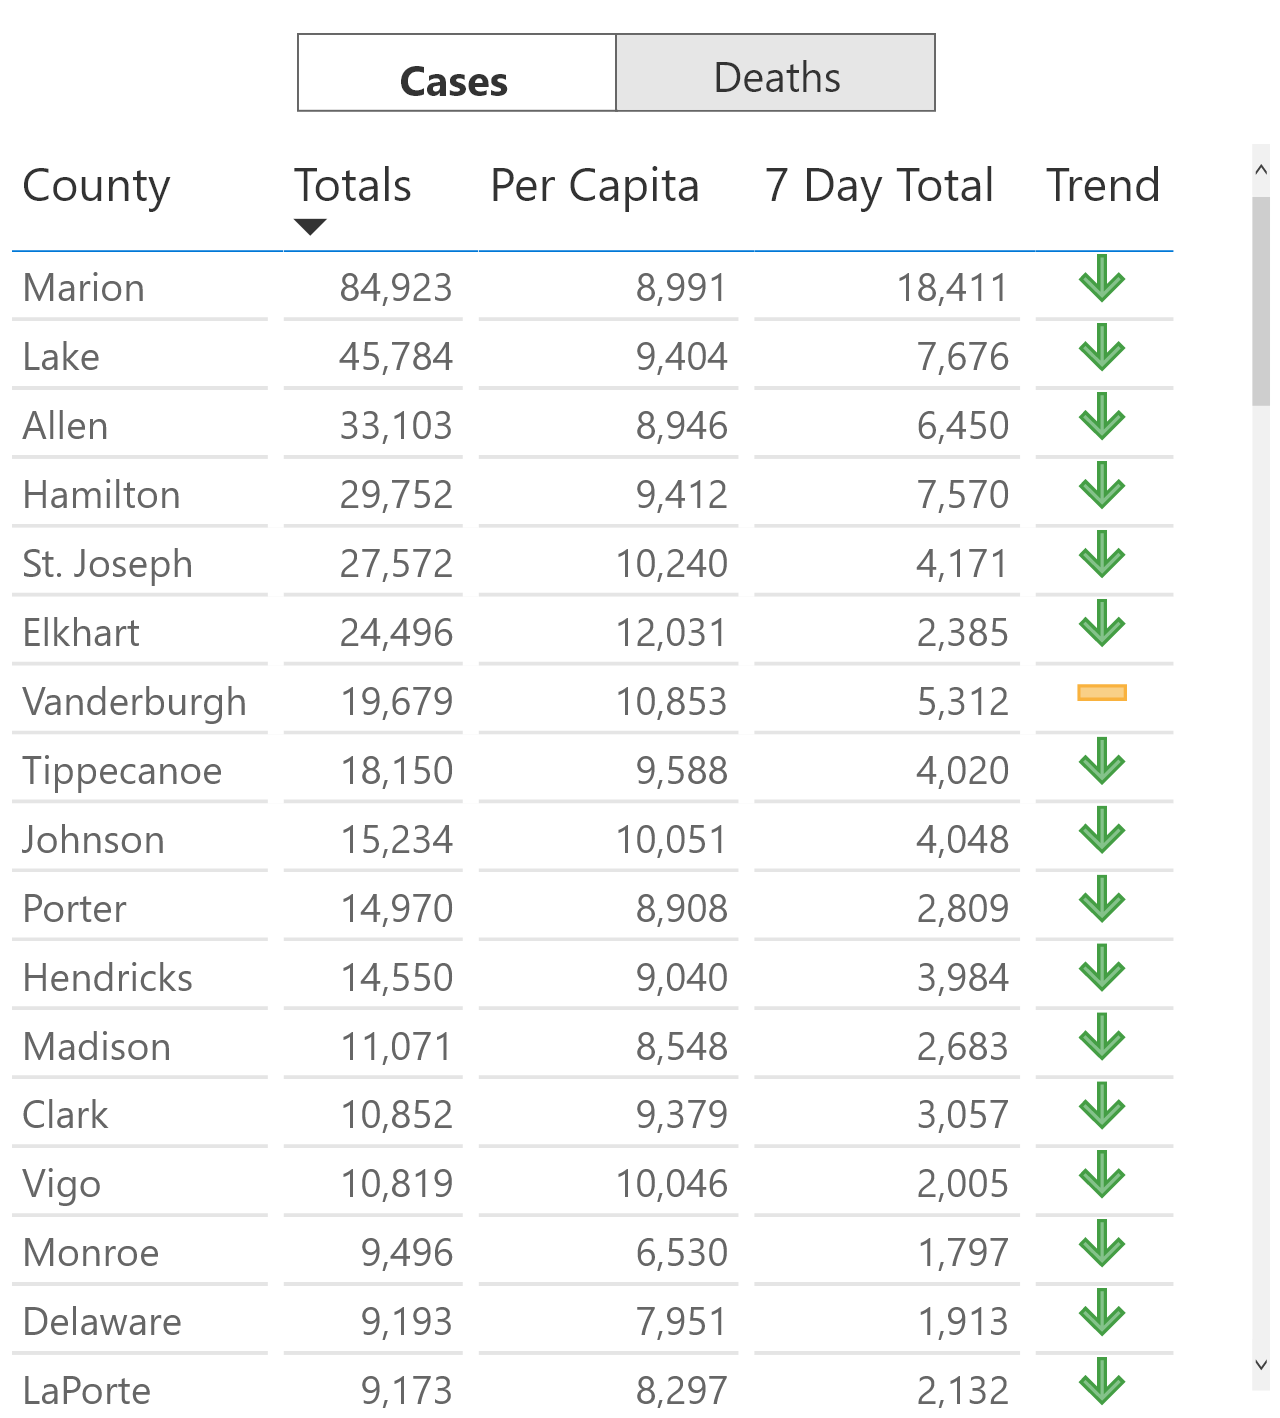 Cases Deaths
County Totals Per Capita 7 Day Total Trend
Marion 84,923 8,991 18,411
Lake 45,784 9,404 7,676
Allen 33,103 8,946 6,450
Hamilton 29,752 9,412 7,570
St. Joseph 27,572 10,240 4,171
Elkhart 24,496 12,031 2,385
Vanderburgh 19,679 10,853 5,312
Tippecanoe 18,150 9,588 4,020
Johnson 15,234 10,051 4,048
Porter 14,970 8,908 2,809
Hendricks 14,550 9,040 3,984
Madison 11,071 8,548 2,683
Clark 10,852 9,379 3,057
Vigo 10,819 10,046 2,005
Monroe 9,496 6,530 1,797
Delaware 9,193 7,951 1,913
LaPorte 9,173 8,297 2,132